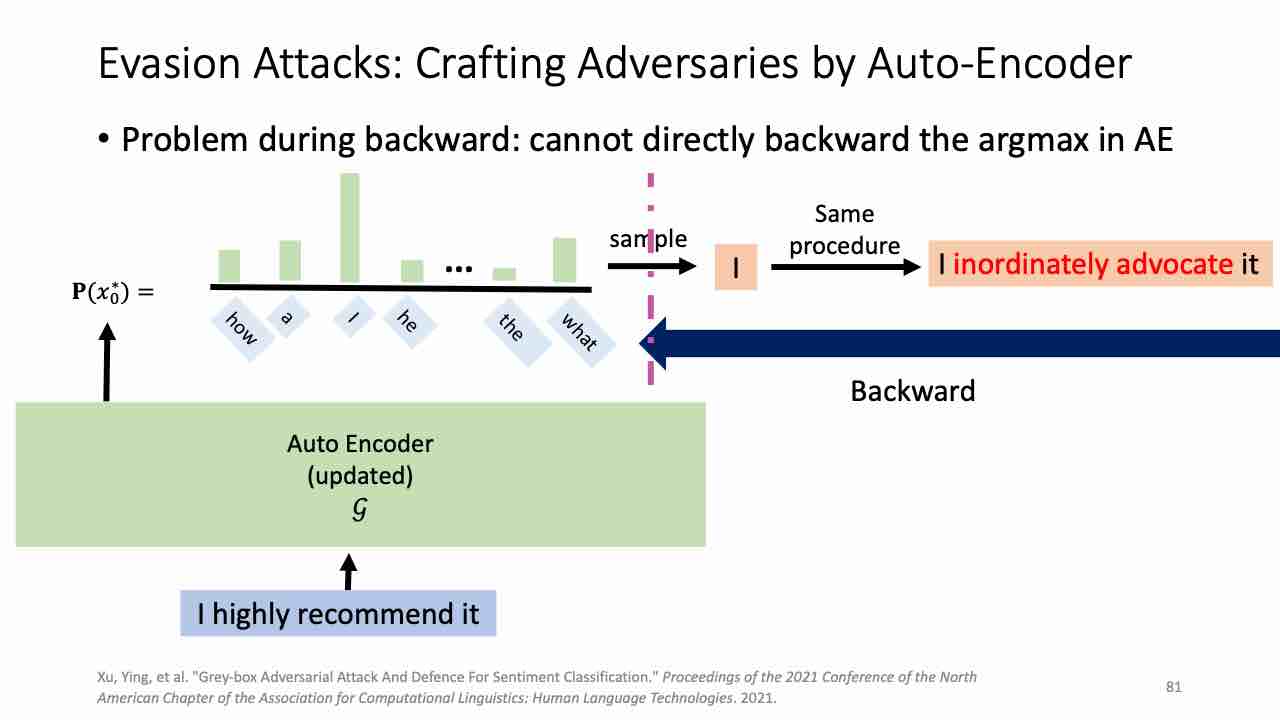 Evasion Attacks: Crafting Adversaries by Auto-Encoder
• Problem during backward: cannot directly backward the argmax in AE
sample
Same
procedure
I
I inordinately advocate it
P(x₀*) =
...
how
a
I
he
the
what
Backward
Auto Encoder
(updated)
𝒢
I highly recommend it
Xu, Ying, et al. "Grey-box Adversarial Attack And Defence For Sentiment Classification." Proceedings of the 2021 Conference of the North
American Chapter of the Association for Computational Linguistics: Human Language Technologies. 2021.
81